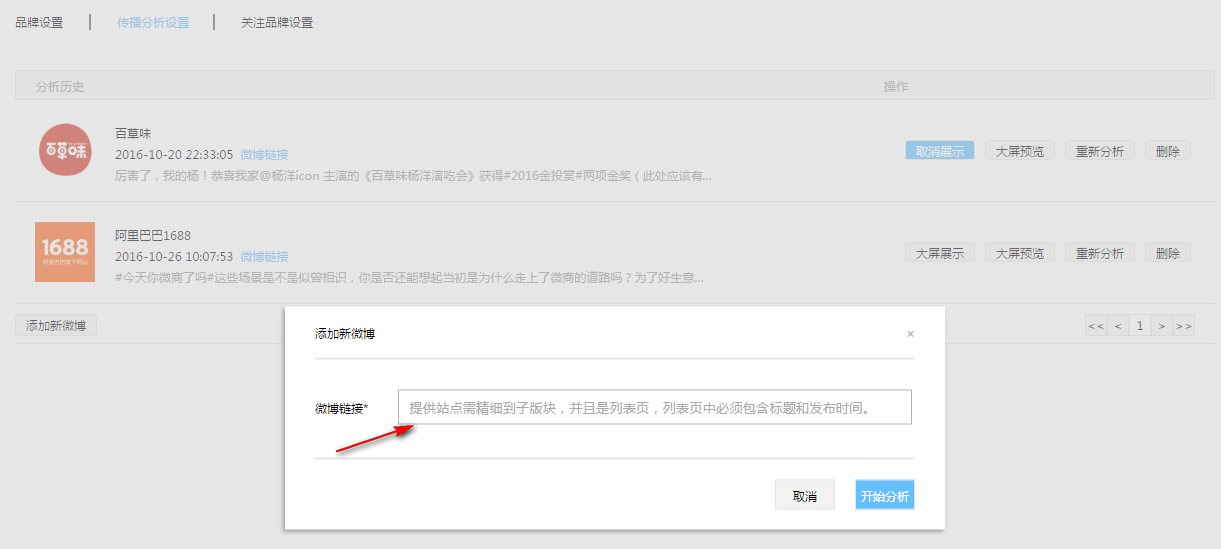 品牌设置 | 传播分析设置 | 关注品牌设置
分析历史 操作
百草味
百草味
2016-10-20 22:33:05 微博链接
厉害了，我的杨！恭喜我家@杨洋icon 主演的《百草味杨洋演吃会》获得#2016金投赏#两项金奖（此处应该有...
取消展示 大屏预览 重新分析 删除
1688
阿里巴巴1688
2016-10-26 10:07:53 微博链接
#今天你微商了吗#这些场景是不是似曾相识，你是否还能想起当初是为什么走上了微商的道路吗？为了好生意...
大屏展示 大屏预览 重新分析 删除
添加新微博 << < 1 > >>
添加新微博 ×
微博链接* 提供站点需精细到子版块，并且是列表页，列表页中必须包含标题和发布时间。
取消 开始分析